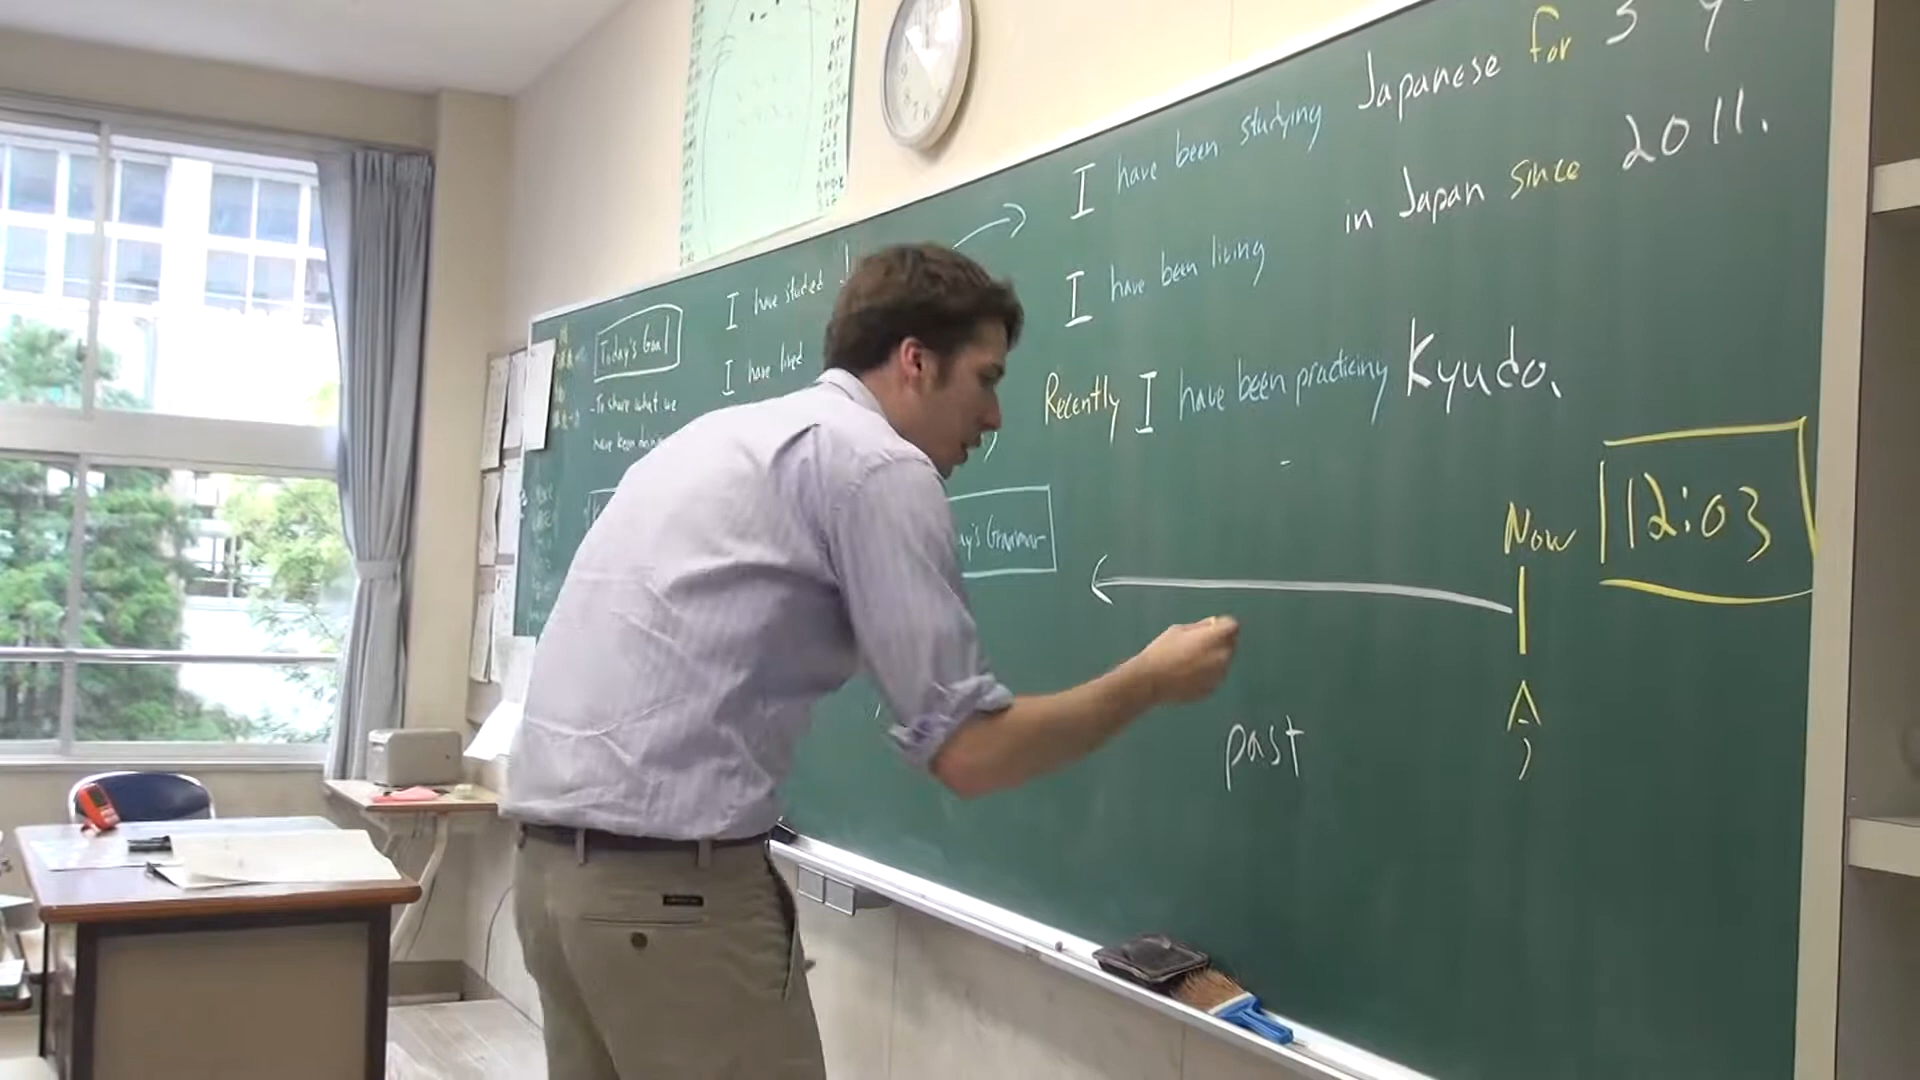 Today's Goal
- To share what we
have been doing
I have studied
I have lived
I have been studying Japanese for 3 y
I have been living in Japan since 2011.
Recently I have been practicing Kyudo.
ay's Grammar
Now 12:03
past